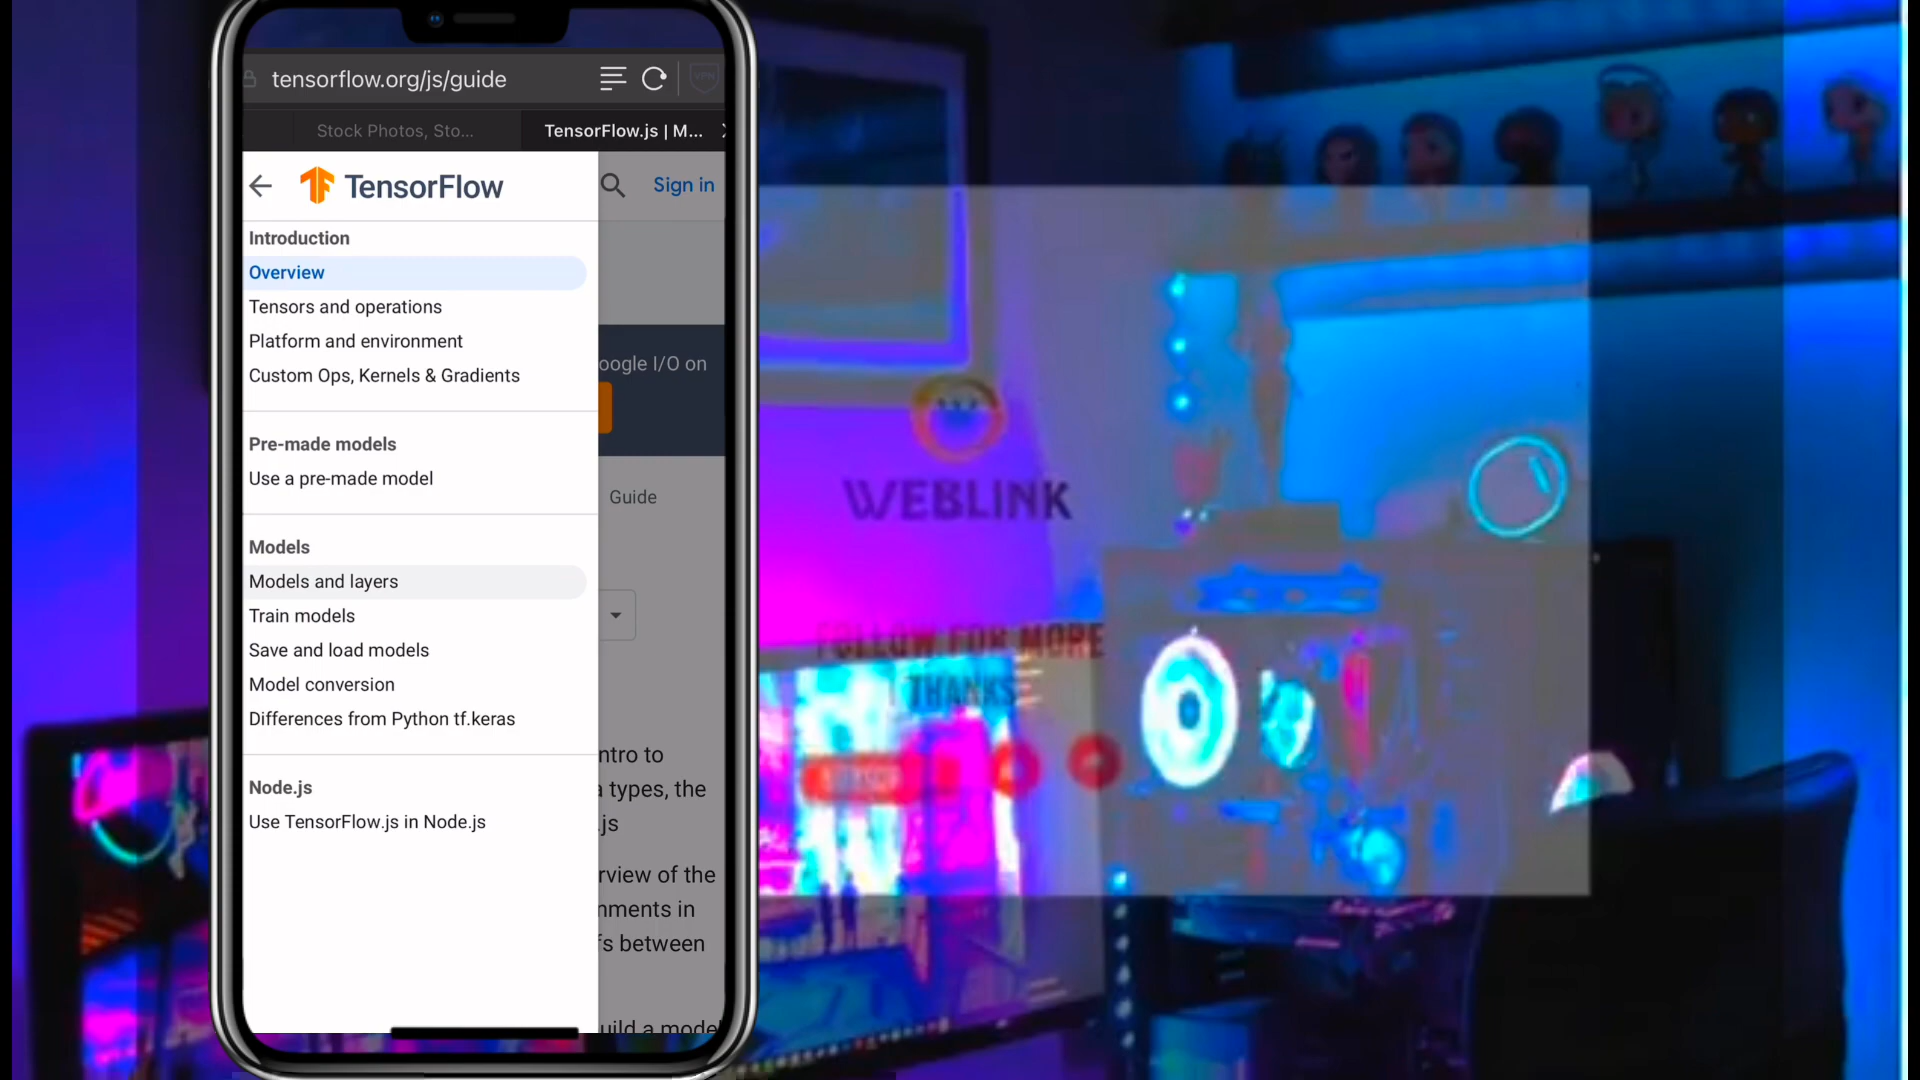 tensorflow.org/js/guide
VPN
Stock Photos, Sto...
TensorFlow.js | M...
TensorFlow
Sign in
Introduction
Overview
Tensors and operations
Platform and environment
Custom Ops, Kernels & Gradients
Pre-made models
Use a pre-made model
Models
Models and layers
Train models
Save and load models
Model conversion
Differences from Python tf.keras
Node.js
Use TensorFlow.js in Node.js
oogle I/O on
Guide
ntro to
types, the
.js
rview of the
nments in
fs between
uild a model
WEBLINK
FOLLOW FOR MORE
THANKS